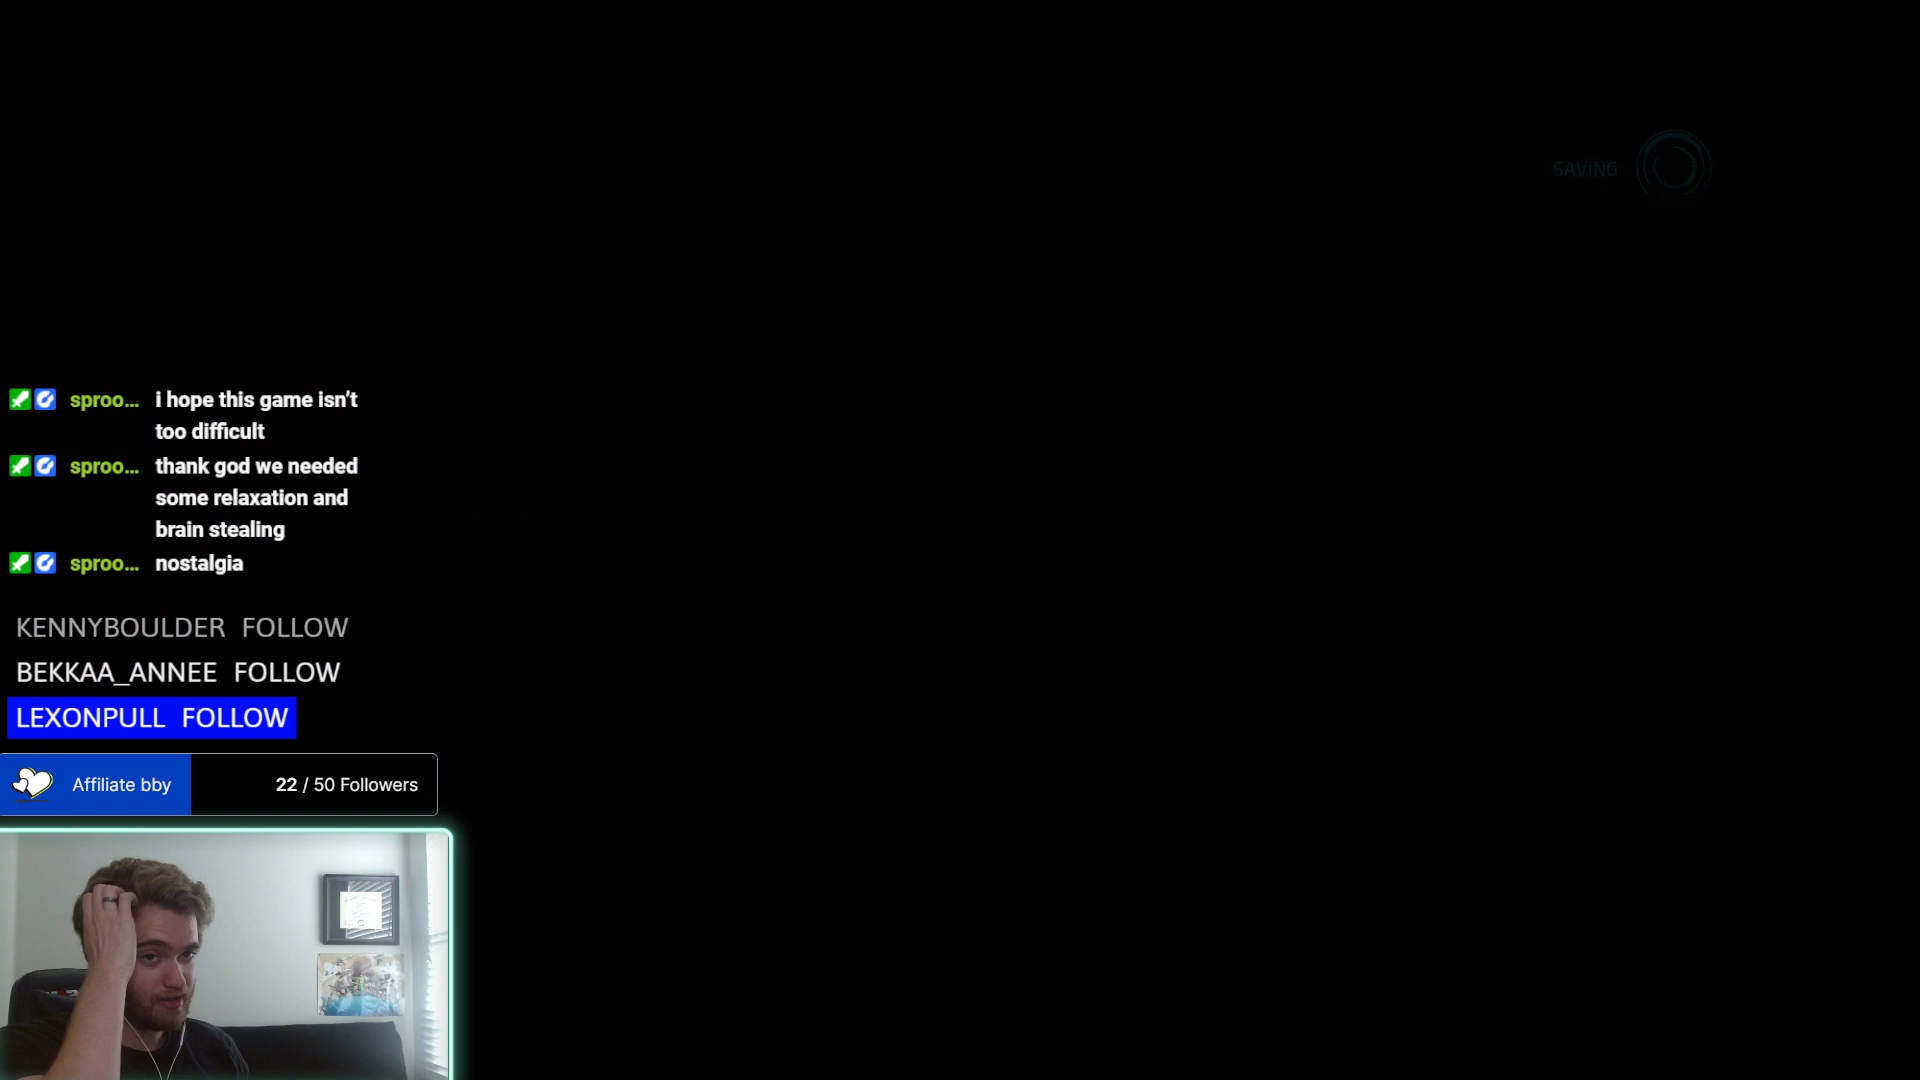 SAVING
sproo... i hope this game isn't
too difficult
sproo... thank god we needed
some relaxation and
brain stealing
sproo... nostalgia
KENNYBOULDER FOLLOW
BEKKAA_ANNEE FOLLOW
LEXONPULL FOLLOW
Affiliate bby 22 / 50 Followers